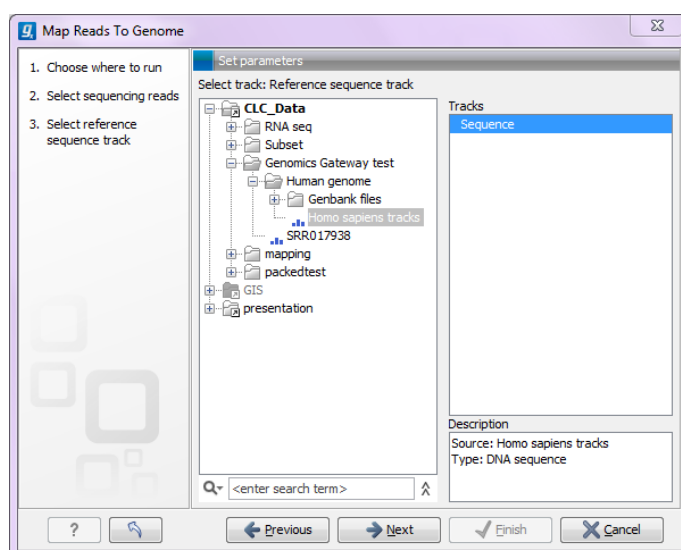 Map Reads To Genome
1. Choose where to run
2. Select sequencing reads
3. Select reference
sequence track
Set parameters
Select track: Reference sequence track
CLC_Data
RNA seq
Subset
Genomics Gateway test
Human genome
Genbank files
Homo sapiens tracks
SRR017938
mapping
packedtest
GIS
presentation
<enter search term>
Tracks
Sequence
Description
Source: Homo sapiens tracks
Type: DNA sequence
?
Previous
Next
Finish
Cancel